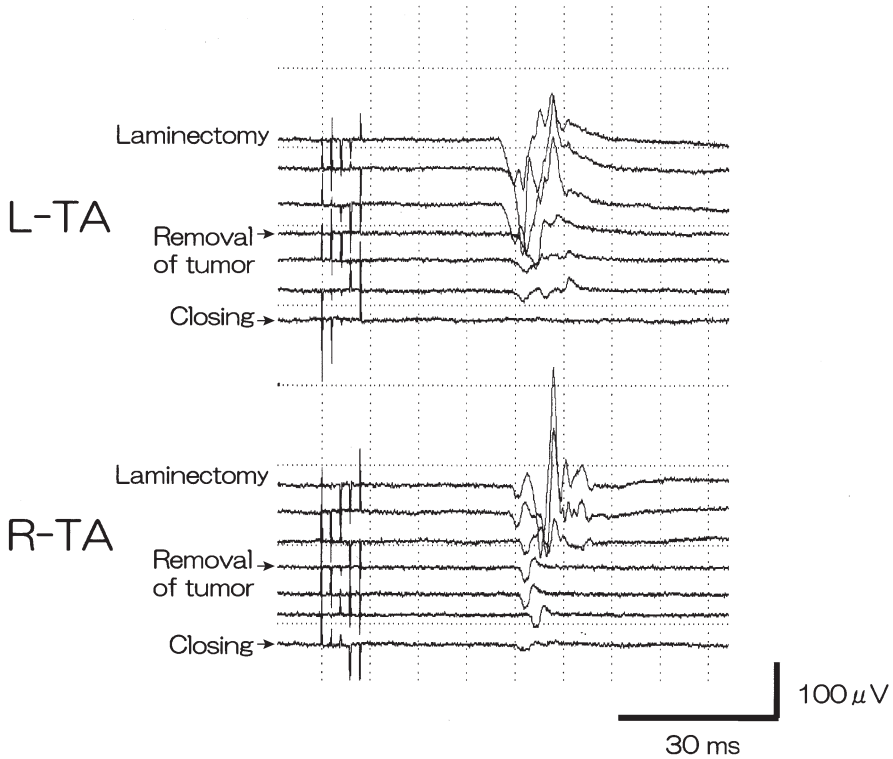 Laminectomy
L-TA
Removal
of tumor
Closing
Laminectomy
R-TA
Removal
of tumor
Closing
100μV
30 ms